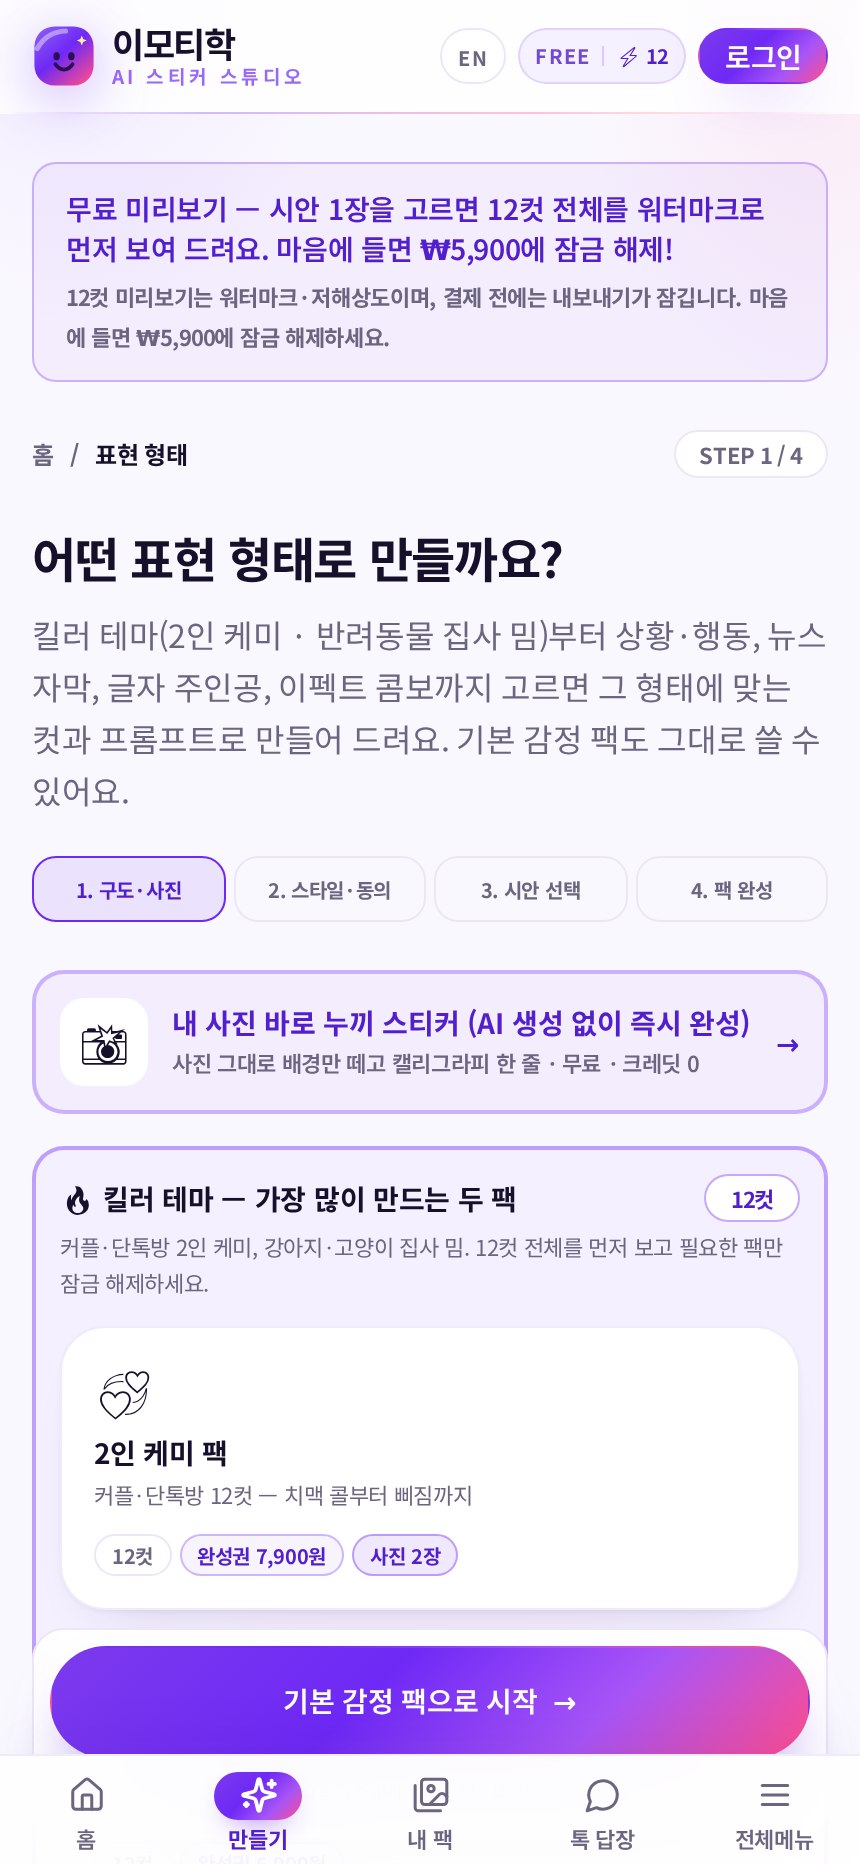 이모티학
AI 스티커 스튜디오
EN
FREE
12
로그인
무료 미리보기 — 시안 1장을 고르면 12컷 전체를 워터마크로
먼저 보여 드려요. 마음에 들면 ₩5,900에 잠금 해제!
12컷 미리보기는 워터마크·저해상도이며, 결제 전에는 내보내기가 잠깁니다. 마음
에 들면 ₩5,900에 잠금 해제하세요.
홈 / 표현 형태
STEP 1 / 4
어떤 표현 형태로 만들까요?
킬러 테마(2인 케미 · 반려동물 집사 밈)부터 상황·행동, 뉴스
자막, 글자 주인공, 이펙트 콤보까지 고르면 그 형태에 맞는
컷과 프롬프트로 만들어 드려요. 기본 감정 팩도 그대로 쓸 수
있어요.
1. 구도·사진
2. 스타일·동의
3. 시안 선택
4. 팩 완성
내 사진 바로 누끼 스티커 (AI 생성 없이 즉시 완성)
사진 그대로 배경만 떼고 캘리그라피 한 줄 · 무료 · 크레딧 0
→
킬러 테마 — 가장 많이 만드는 두 팩
12컷
커플·단톡방 2인 케미, 강아지·고양이 집사 밈. 12컷 전체를 먼저 보고 필요한 팩만
잠금 해제하세요.
2인 케미 팩
커플·단톡방 12컷 — 치맥 콜부터 삐짐까지
12컷
완성권 7,900원
사진 2장
기본 감정 팩으로 시작 →
홈
만들기
내 팩
톡 답장
전체메뉴